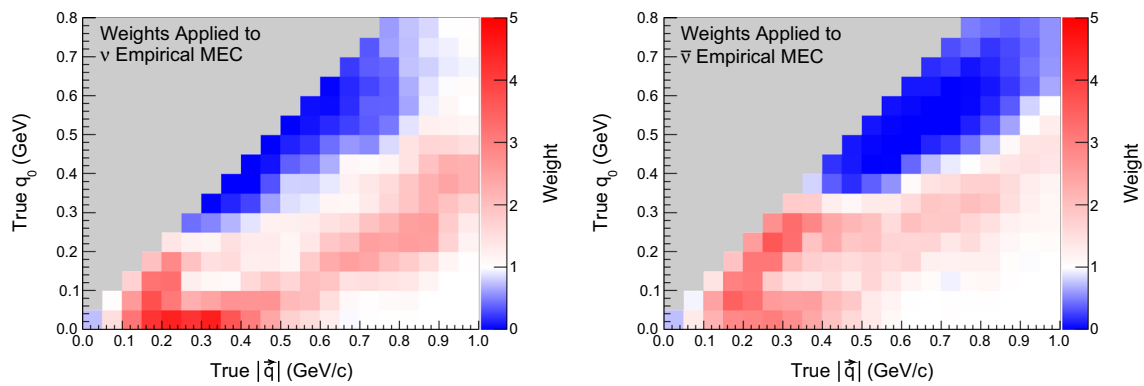 Weights Applied to
ν Empirical MEC
0.8
0.7
0.6
0.5
0.4
0.3
0.2
0.1
0.0
True q₀ (GeV)
0.0 0.1 0.2 0.3 0.4 0.5 0.6 0.7 0.8 0.9 1.0
True |q⃗| (GeV/c)
5
4
3
2
1
0
Weight
Weights Applied to
ν̄ Empirical MEC
0.8
0.7
0.6
0.5
0.4
0.3
0.2
0.1
0.0
True q₀ (GeV)
0.0 0.1 0.2 0.3 0.4 0.5 0.6 0.7 0.8 0.9 1.0
True |q⃗| (GeV/c)
5
4
3
2
1
0
Weight